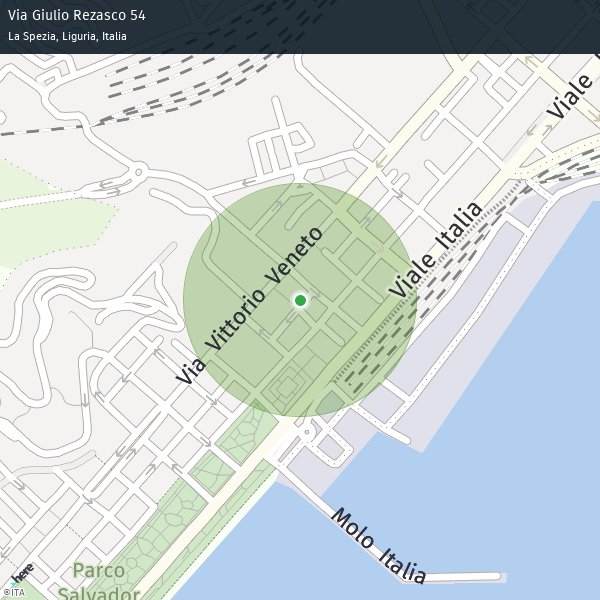 Via Giulio Rezasco 54
La Spezia, Liguria, Italia
Viale
Viale Italia
Via Vittorio Veneto
Molo Italia
Parco
Salvador
here
©ITA